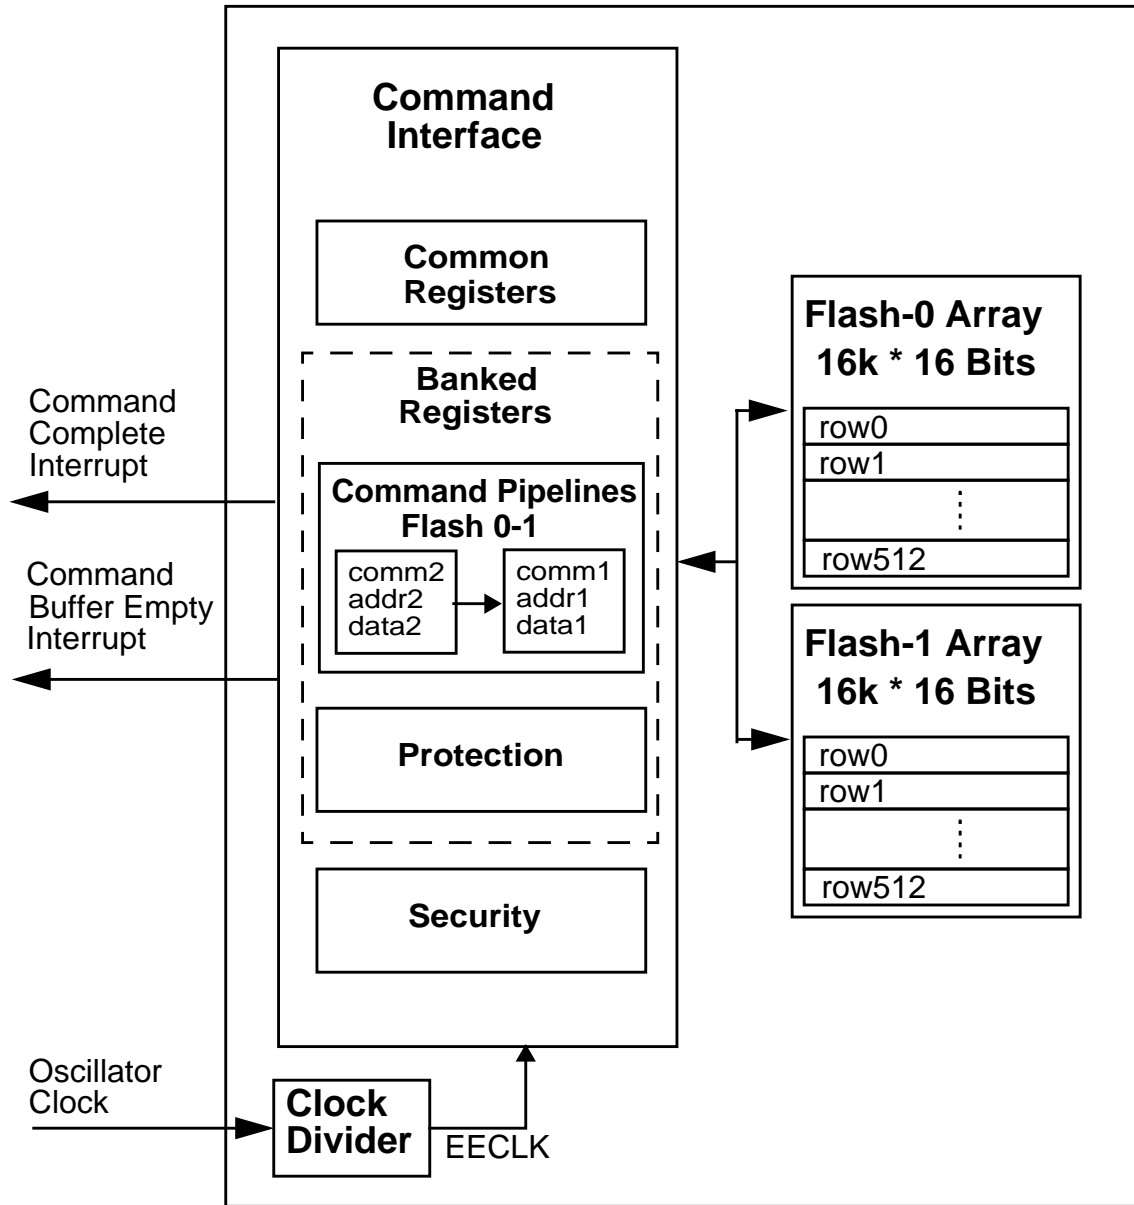 Command
Interface
Common
Registers
Banked
Registers
Command Pipelines
Flash 0-1
comm2
addr2
data2
comm1
addr1
data1
Protection
Security
Command
Complete
Interrupt
Command
Buffer Empty
Interrupt
Oscillator
Clock
Clock
Divider
EECLK
Flash-0 Array
16k * 16 Bits
row0
row1
row512
Flash-1 Array
16k * 16 Bits
row0
row1
row512